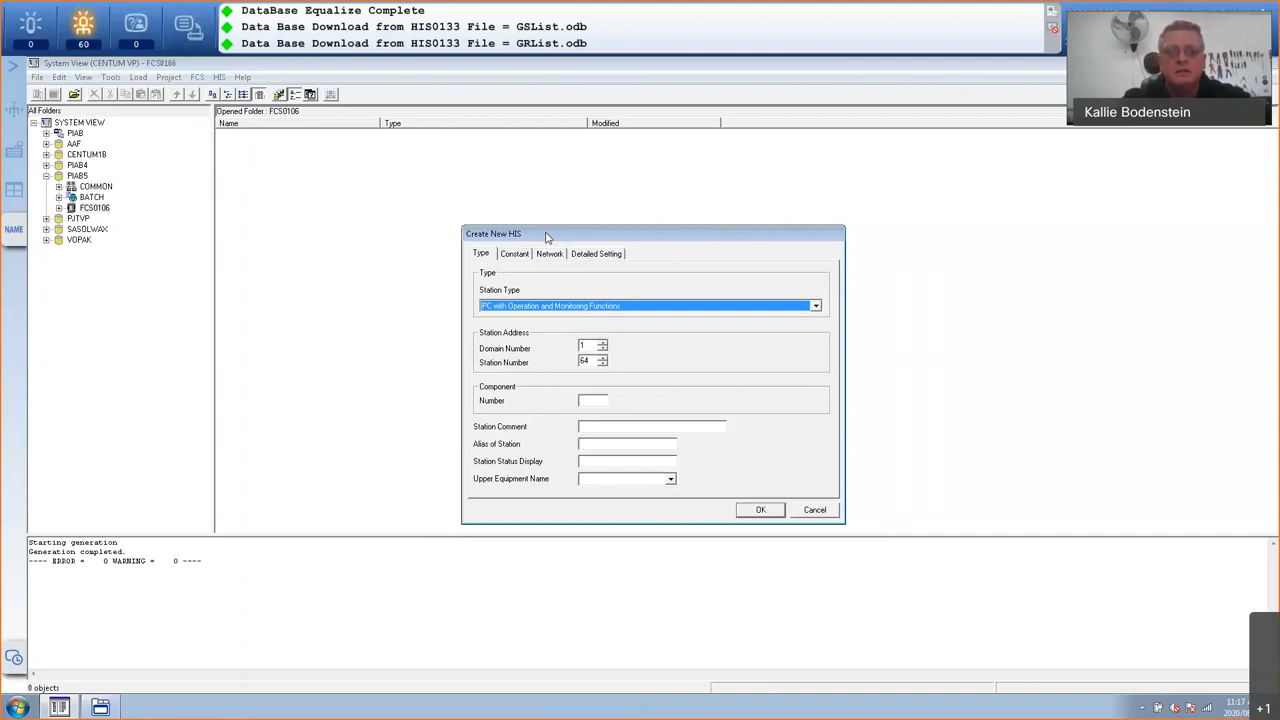 DataBase Equalize Complete
Data Base Download from HIS0133 File = GSList.odb
Data Base Download from HIS0133 File = GRList.odb
0
60
0
Kallie Bodenstein
System View (CENTUM VP) - FCS0106
File Edit View Tools Load Project FCS HIS Help
All Folders
Opened Folder : FCS0106
Name Type Modified
SYSTEM VIEW
PIAB
AAF
CENTUM1B
PIAB4
PIAB5
COMMON
BATCH
FCS0106
PJTVP
SASOLWAX
VOPAK
NAME
Create New HIS
Type Constant Network Detailed Setting
Type
Station Type
PC with Operation and Monitoring Functions
Station Address
Domain Number 1
Station Number 64
Component
Number
Station Comment
Alias of Station
Station Status Display
Upper Equipment Name
OK Cancel
Starting generation
Generation completed.
---- ERROR = 0 WARNING = 0 ----
0 objects
11:17
+1